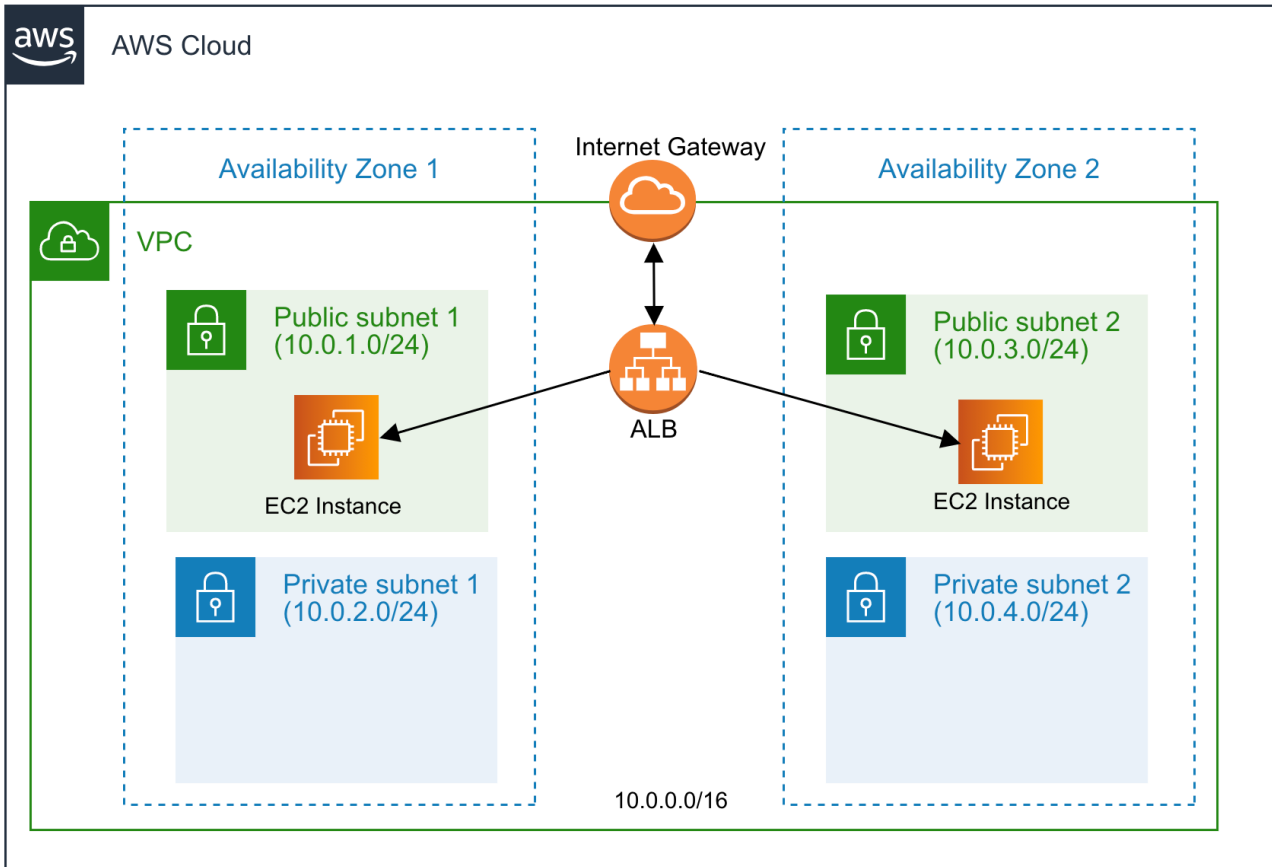 aws
AWS Cloud
Internet Gateway
Availability Zone 1
Availability Zone 2
VPC
Public subnet 1
(10.0.1.0/24)
Public subnet 2
(10.0.3.0/24)
ALB
EC2 Instance
EC2 Instance
Private subnet 1
(10.0.2.0/24)
Private subnet 2
(10.0.4.0/24)
10.0.0.0/16